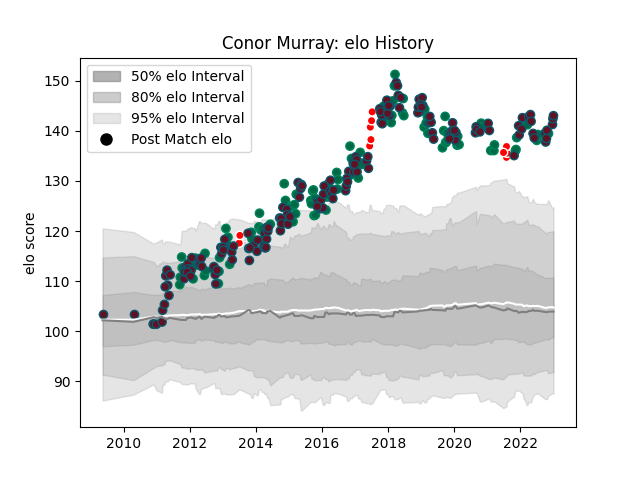 Conor Murray: elo History
50% elo Interval
80% elo Interval
95% elo Interval
Post Match elo
elo score
150
140
130
120
110
100
90
2010 2012 2014 2016 2018 2020 2022